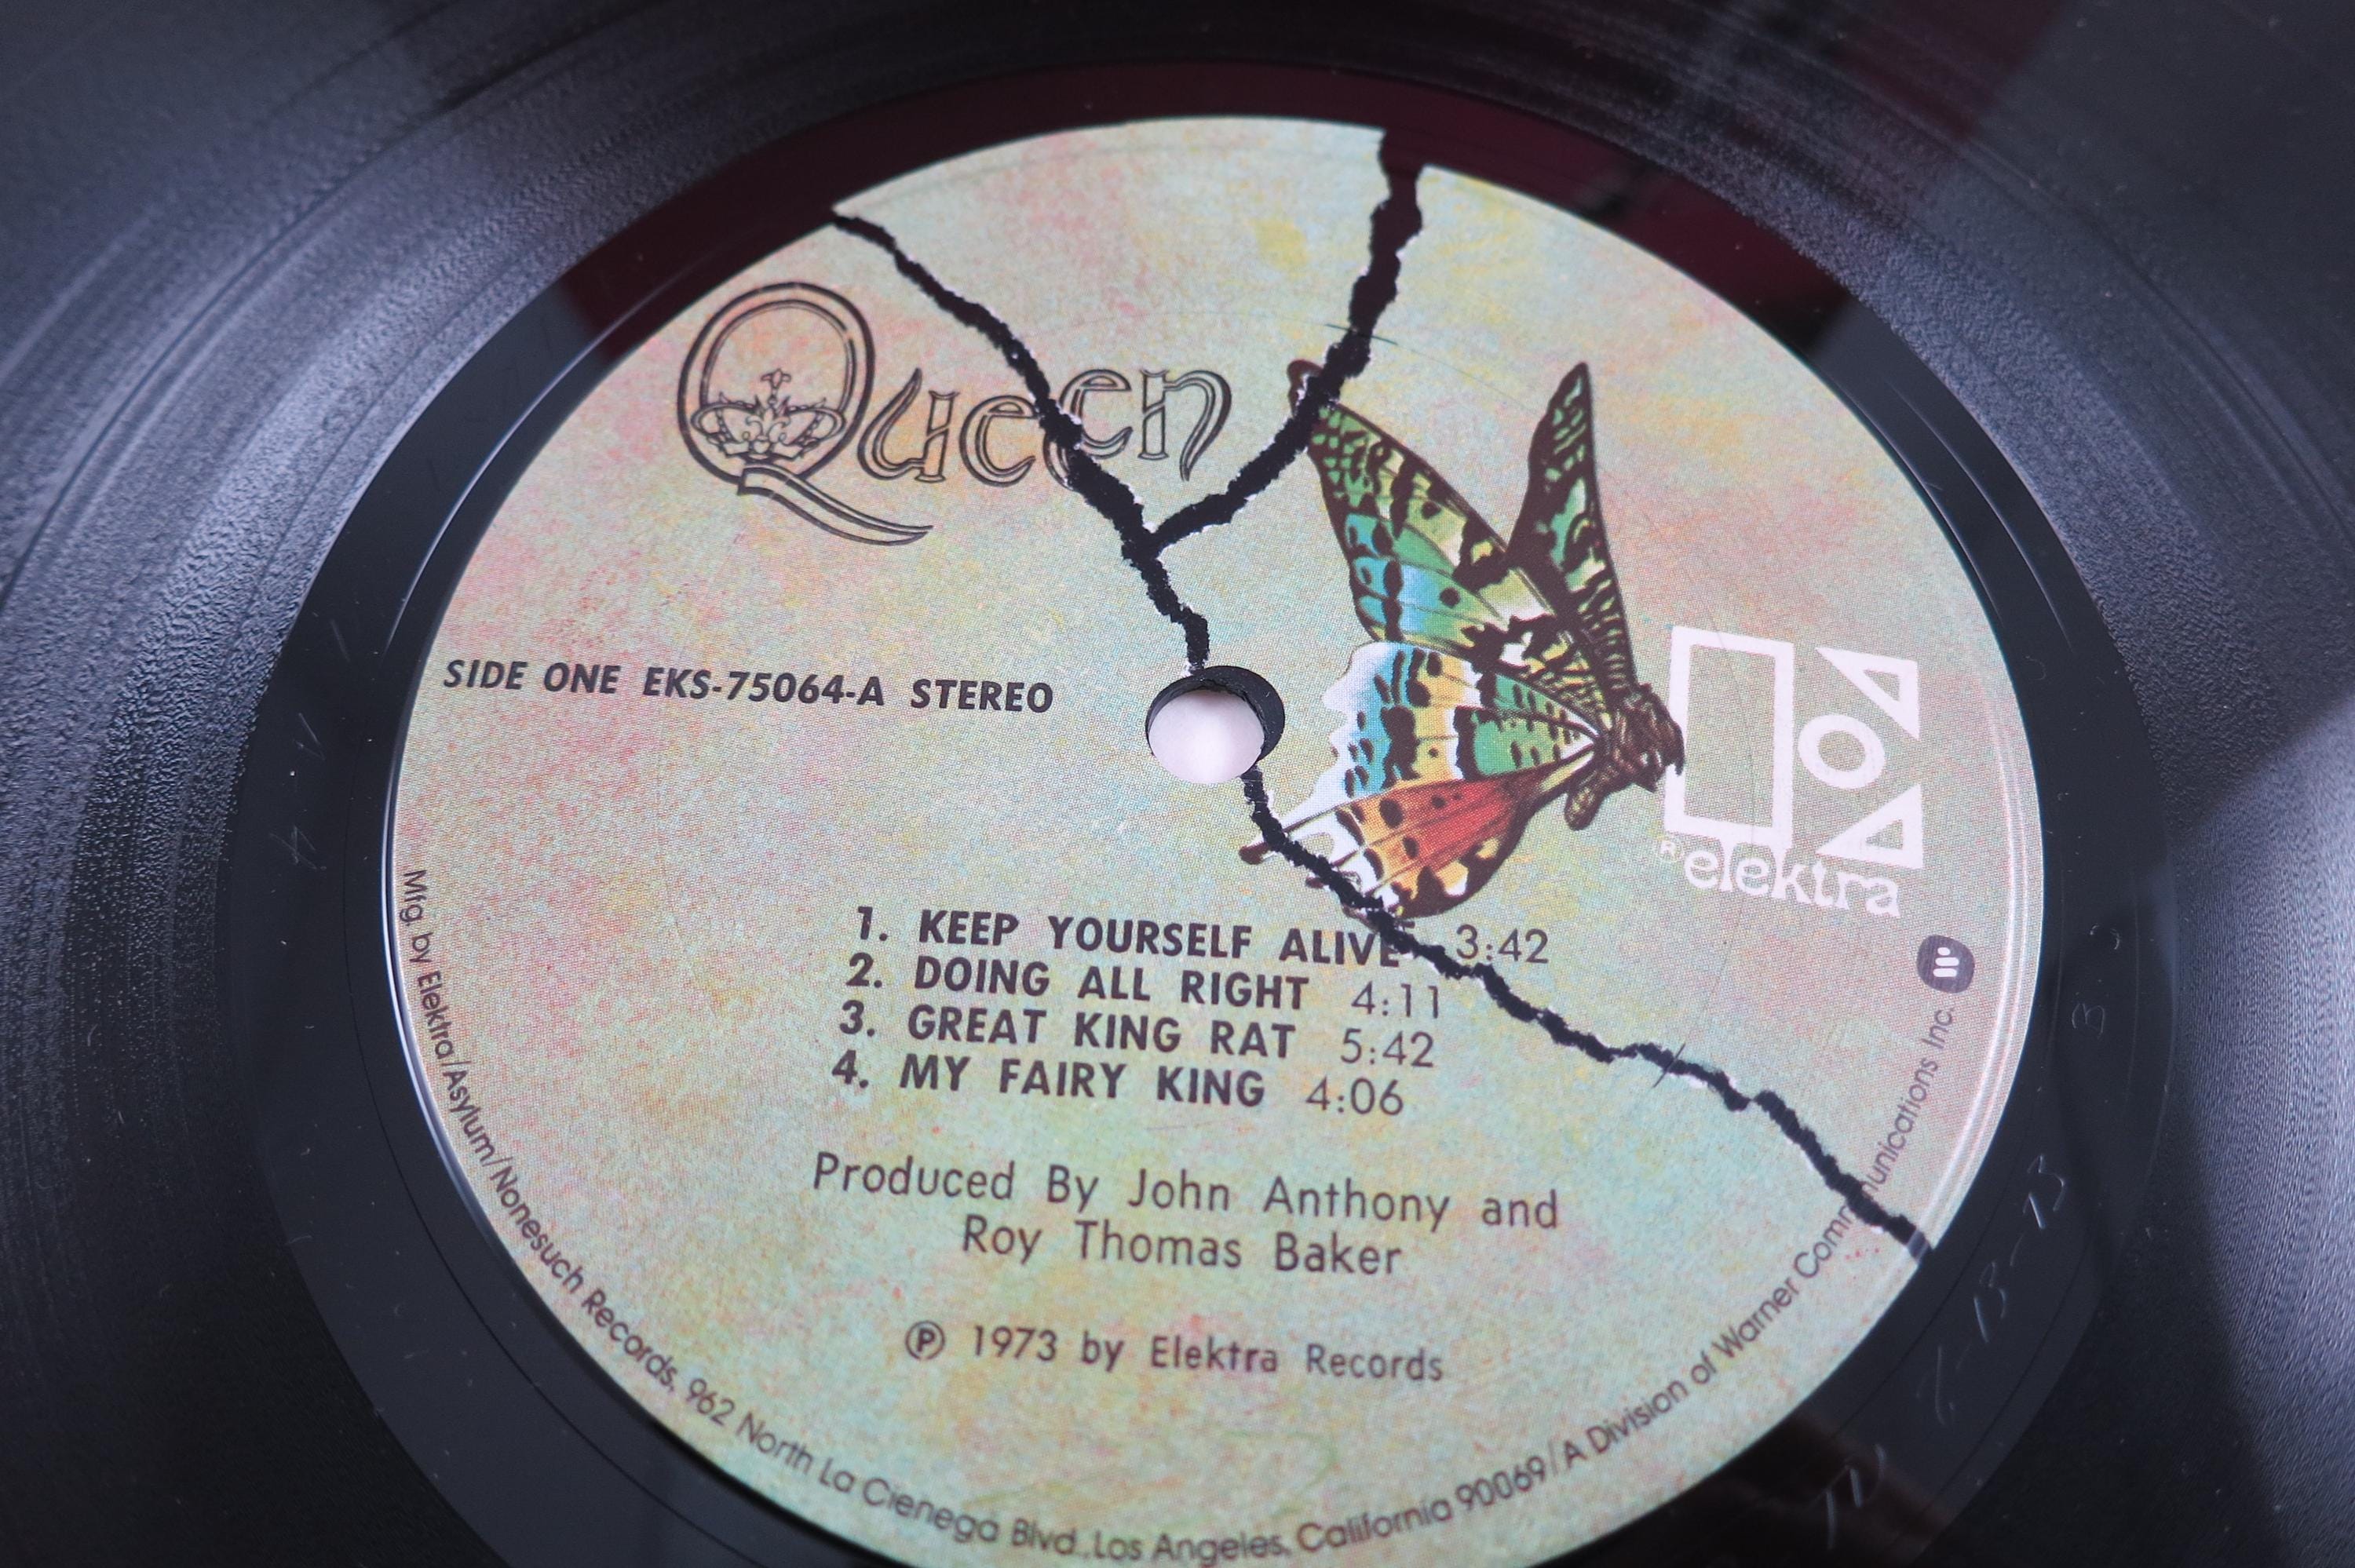 Queen
SIDE ONE EKS-75064-A STEREO
® elektra
1. KEEP YOURSELF ALIVE 3:42
2. DOING ALL RIGHT 4:11
3. GREAT KING RAT 5:42
4. MY FAIRY KING 4:06
Produced By John Anthony and
Roy Thomas Baker
℗ 1973 by Elektra Records
Mfg. by Elektra/Asylum/Nonesuch Records, 962 North La Cienega Blvd., Los Angeles, California 90069/A Division of Warner Communications Inc.